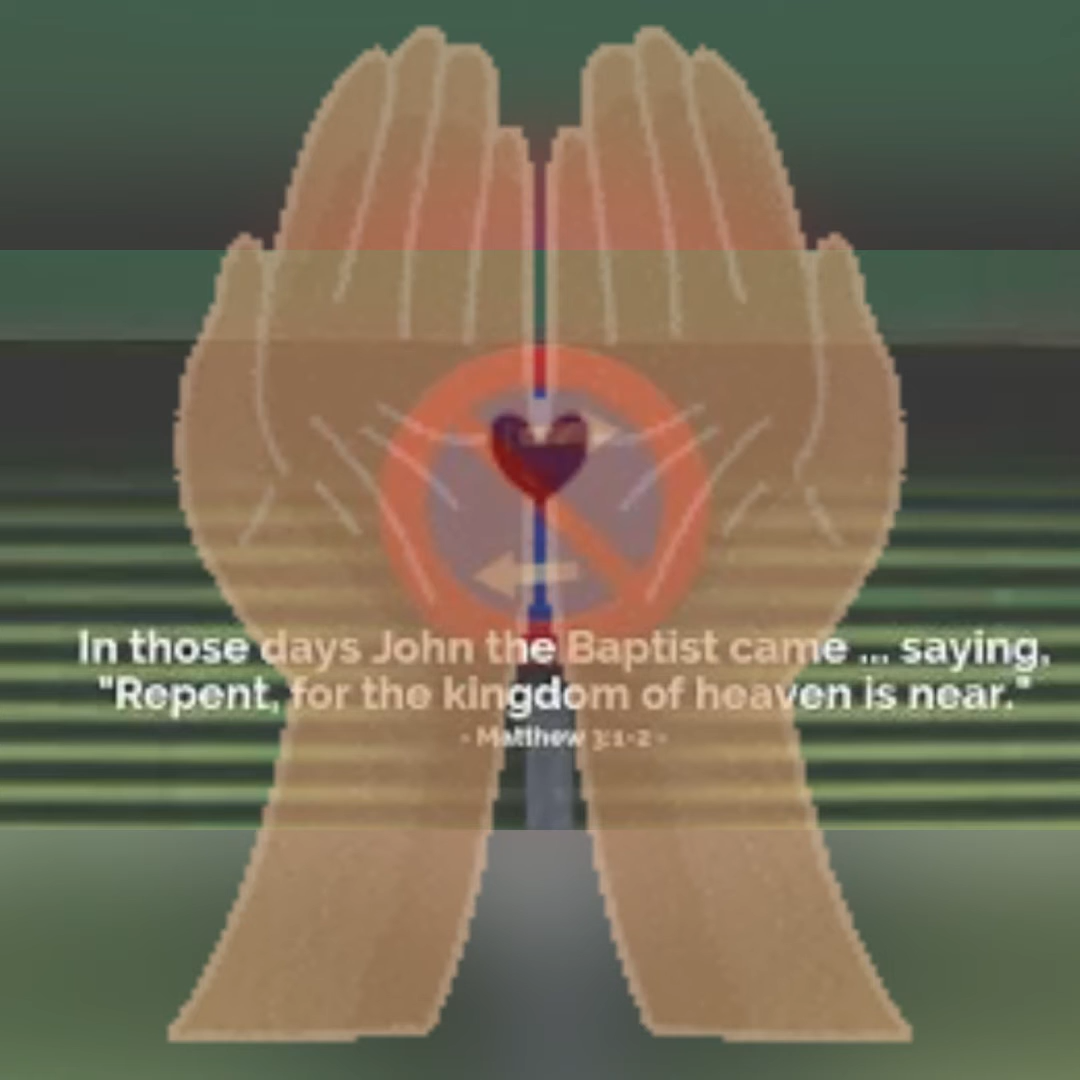 In those days John the Baptist came ... saying,
"Repent, for the kingdom of heaven is near."
- Matthew 3:1-2 -